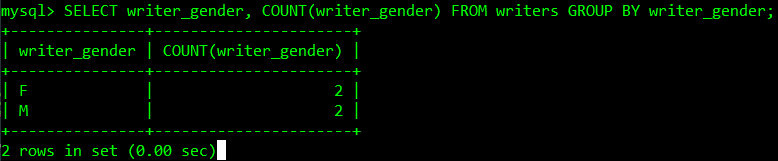 mysql> SELECT writer_gender, COUNT(writer_gender) FROM writers GROUP BY writer_gender;
+---------------+----------------------+
| writer_gender | COUNT(writer_gender) |
+---------------+----------------------+
| F             |                    2 |
| M             |                    2 |
+---------------+----------------------+
2 rows in set (0.00 sec)